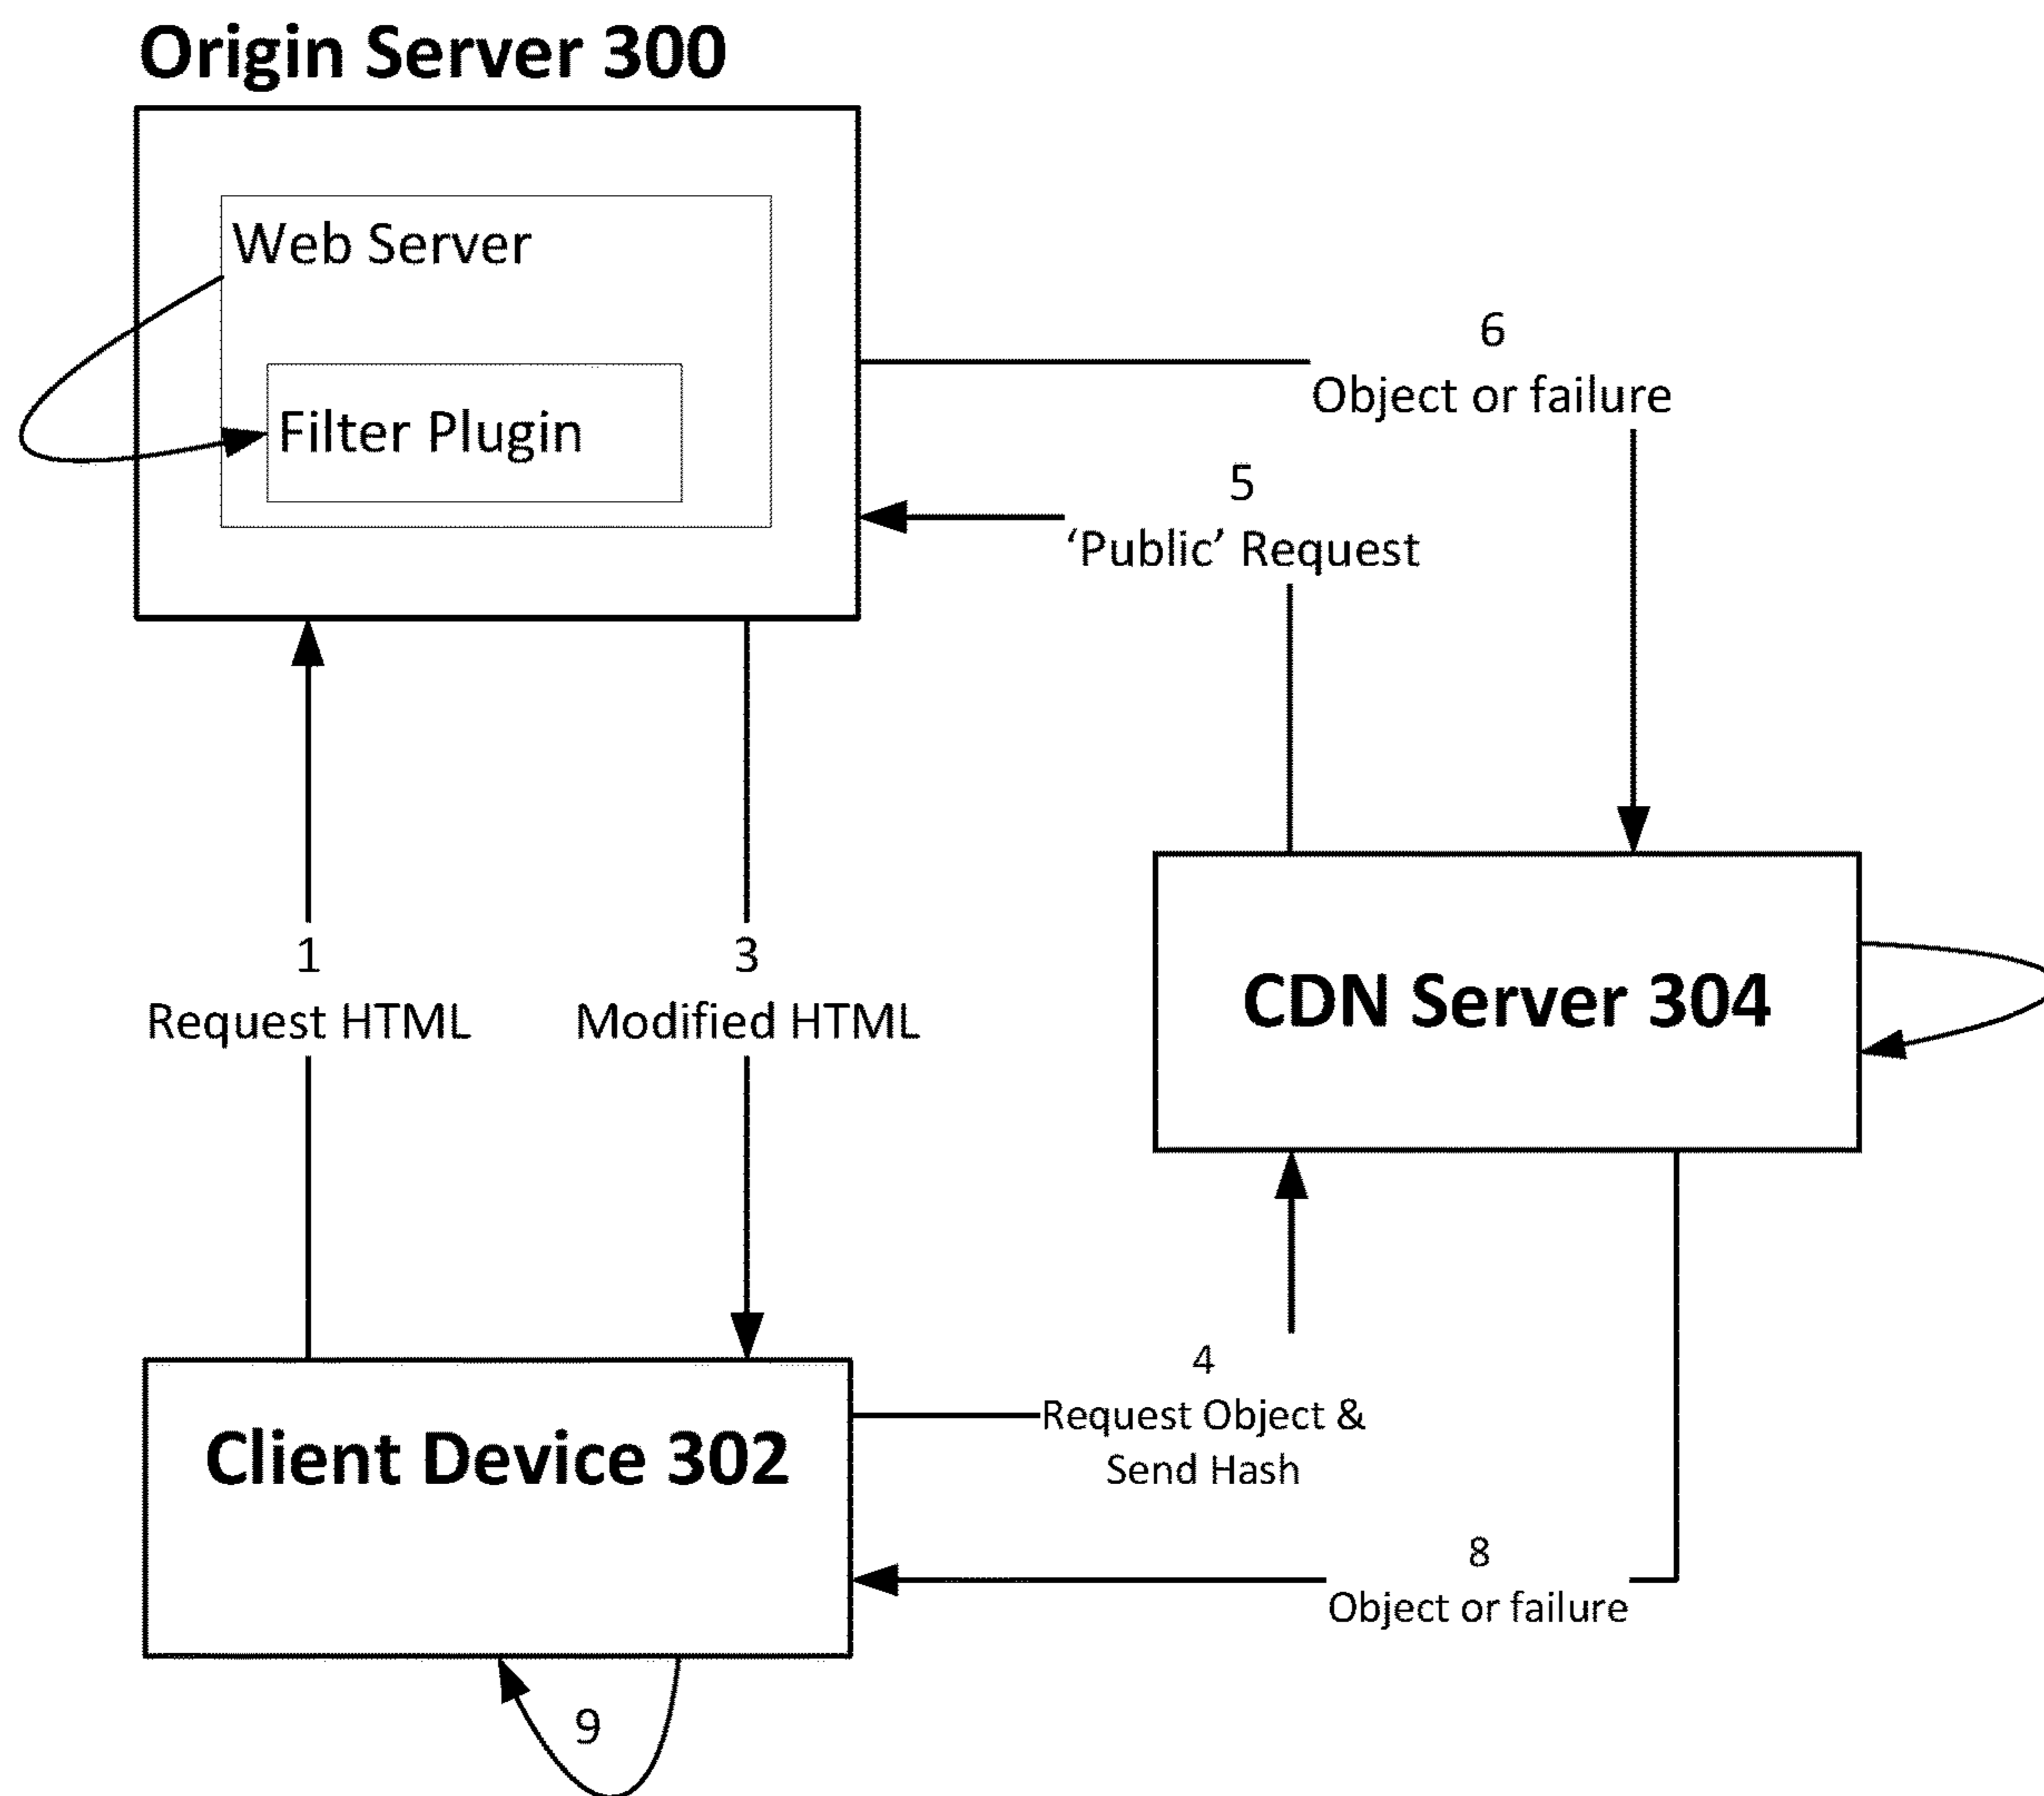 Origin Server 300
Web Server
Filter Plugin
6
Object or failure
5
‘Public’ Request
1
Request HTML
3
Modified HTML
CDN Server 304
Client Device 302
4
Request Object &
Send Hash
8
Object or failure
9